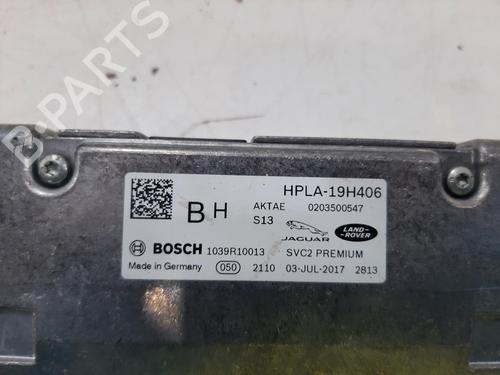 B-PARTS
HPLA-19H406
B H
AKTAE 0203500547
S13
JAGUAR
LAND-ROVER
BOSCH 1039R10013 SVC2 PREMIUM
Made in Germany 050 2110 03-JUL-2017 2813